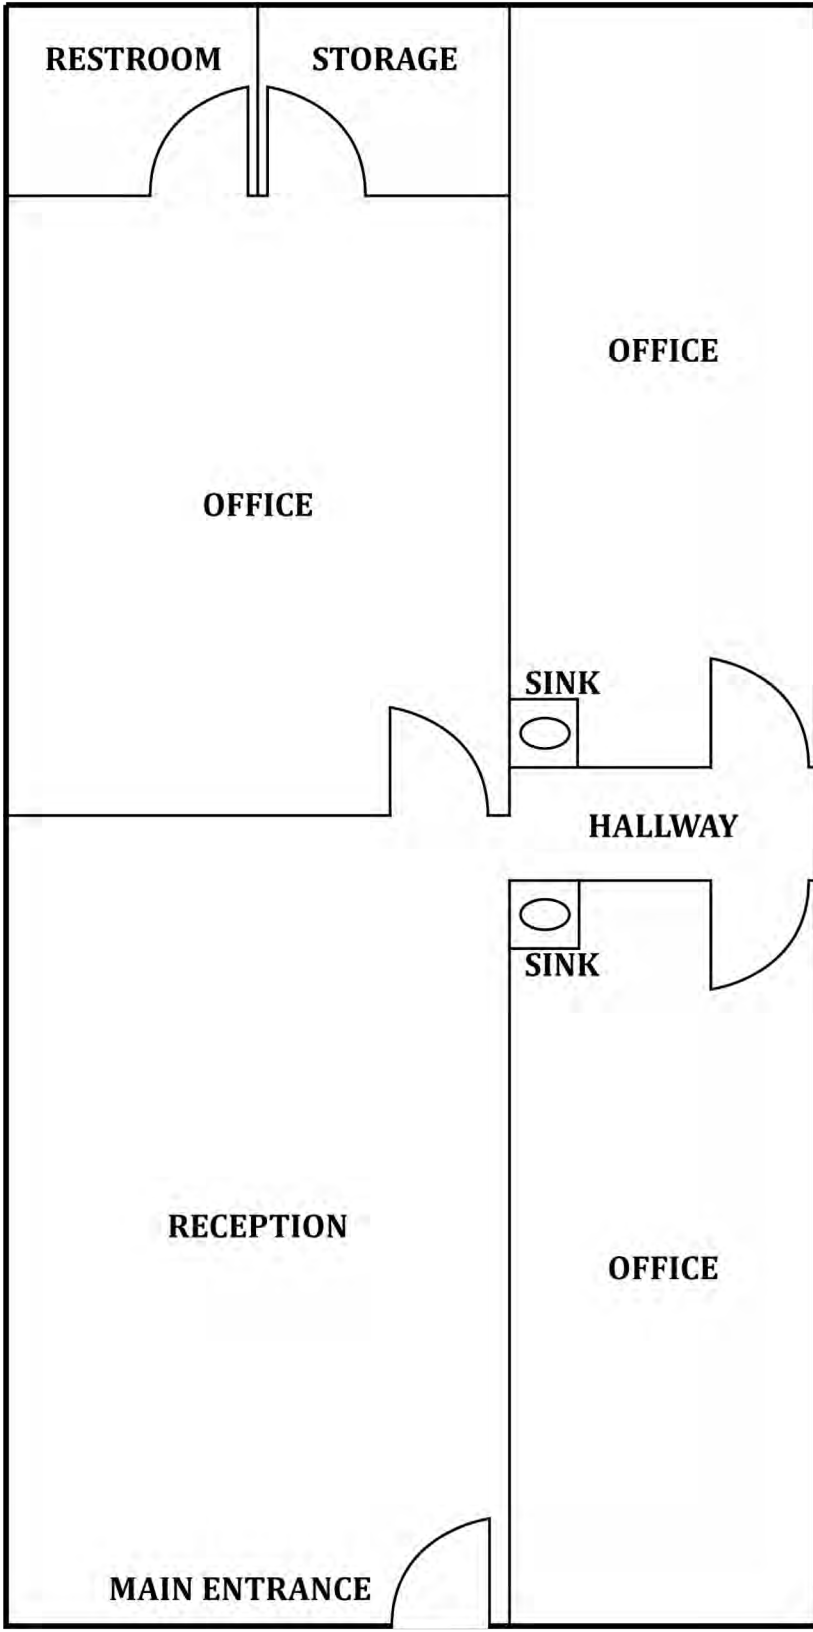 RESTROOM
STORAGE
OFFICE
OFFICE
SINK
HALLWAY
SINK
RECEPTION
OFFICE
MAIN ENTRANCE